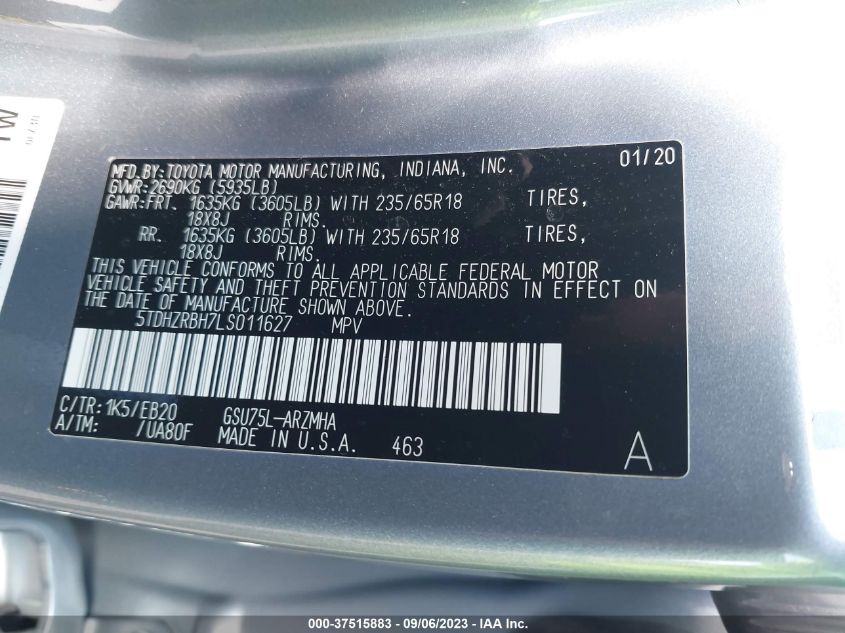 MFD.BY:TOYOTA MOTOR MANUFACTURING, INDIANA, INC. 01/20
GVWR:2690KG (5935LB)
GAWR:FRT. 1635KG (3605LB) WITH 235/65R18 TIRES,
18X8J RIMS.
RR. 1635KG (3605LB) WITH 235/65R18 TIRES,
18X8J RIMS.
THIS VEHICLE CONFORMS TO ALL APPLICABLE FEDERAL MOTOR
VEHICLE SAFETY AND THEFT PREVENTION STANDARDS IN EFFECT ON
THE DATE OF MANUFACTURE SHOWN ABOVE.
5TDHZRBH7LS011627 MPV
C/TR:1K5/EB20 GSU75L-ARZMHA
A/TM: /UA80F MADE IN U.S.A. 463 A
000-37515883 - 09/06/2023 - IAA Inc.